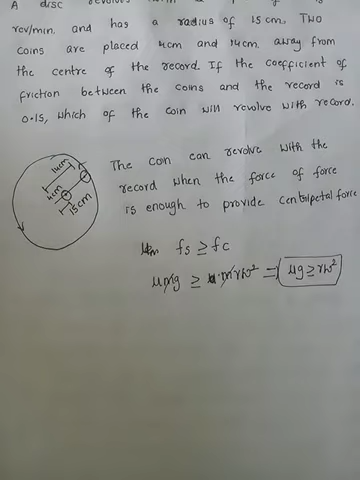 A disc revolves
rev/min. and has a radius of 15 cm. Two
coins are placed 4cm and 14cm away from
the centre of the record. If the coefficient of
friction between the coins and the record is
0.15, which of the coin will revolve with record.
The coin can revolve with the
record when the force of force
is enough to provide centripetal force
14cm
4cm
15cm
fs ≥ fc
μmg ≥ mrω² ⇒ μg ≥ rω²